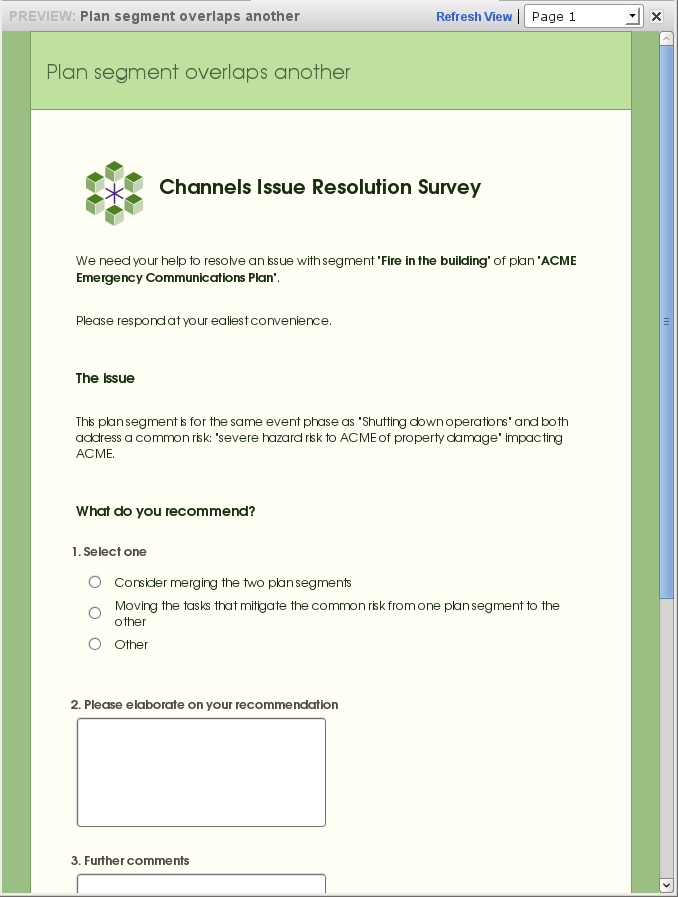 PREVIEW: Plan segment overlaps another
Refresh View
Page 1
Plan segment overlaps another
Channels Issue Resolution Survey
We need your help to resolve an issue with segment "Fire in the building" of plan "ACME
Emergency Communications Plan".
Please respond at your ealiest convenience.
The issue
This plan segment is for the same event phase as "Shutting down operations" and both
address a common risk: "severe hazard risk to ACME of property damage" impacting
ACME.
What do you recommend?
1. Select one
Consider merging the two plan segments
Moving the tasks that mitigate the common risk from one plan segment to the
other
Other
2. Please elaborate on your recommendation
3. Further comments